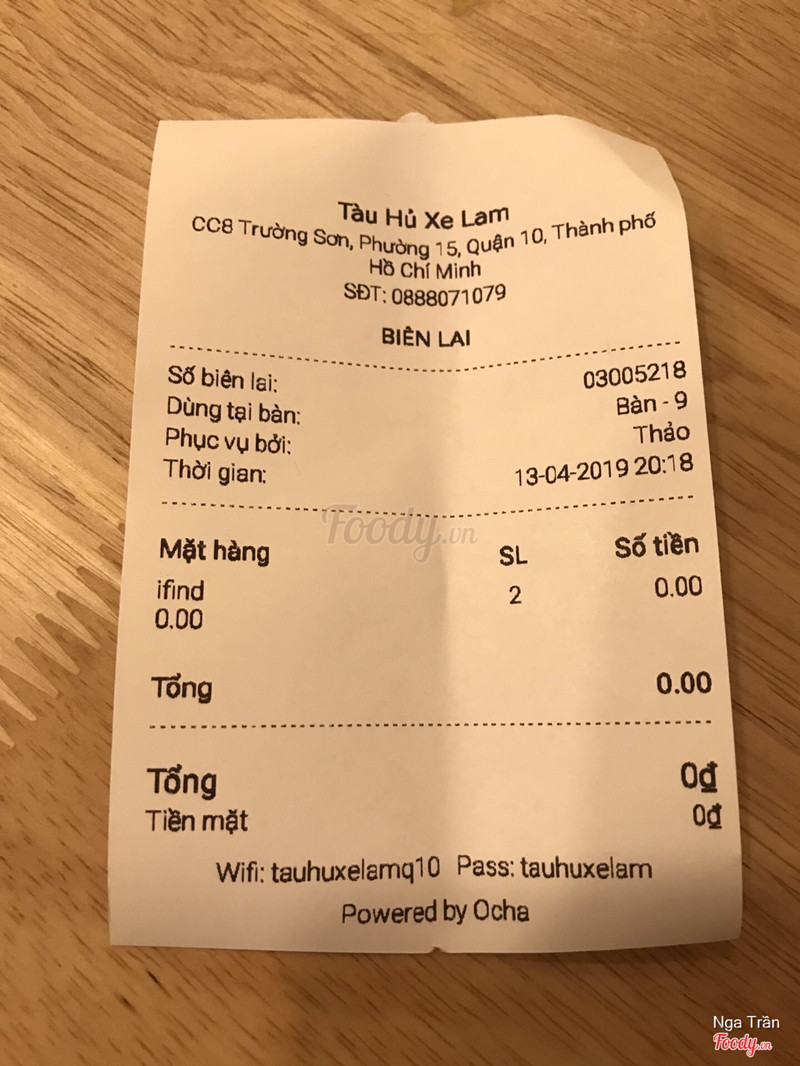 Tàu Hủ Xe Lam
CC8 Trường Sơn, Phường 15, Quận 10, Thành phố
Hồ Chí Minh
SĐT: 0888071079
BIÊN LAI
Số biên lai: 03005218
Dùng tại bàn: Bàn - 9
Phục vụ bởi: Thảo
Thời gian: 13-04-2019 20:18
Foody.vn
Mặt hàng SL Số tiền
ifind 2 0.00
0.00
Tổng 0.00
Tổng 0₫
Tiền mặt 0₫
Wifi: tauhuxelamq10 Pass: tauhuxelam
Powered by Ocha
Nga Trần
Foody.vn